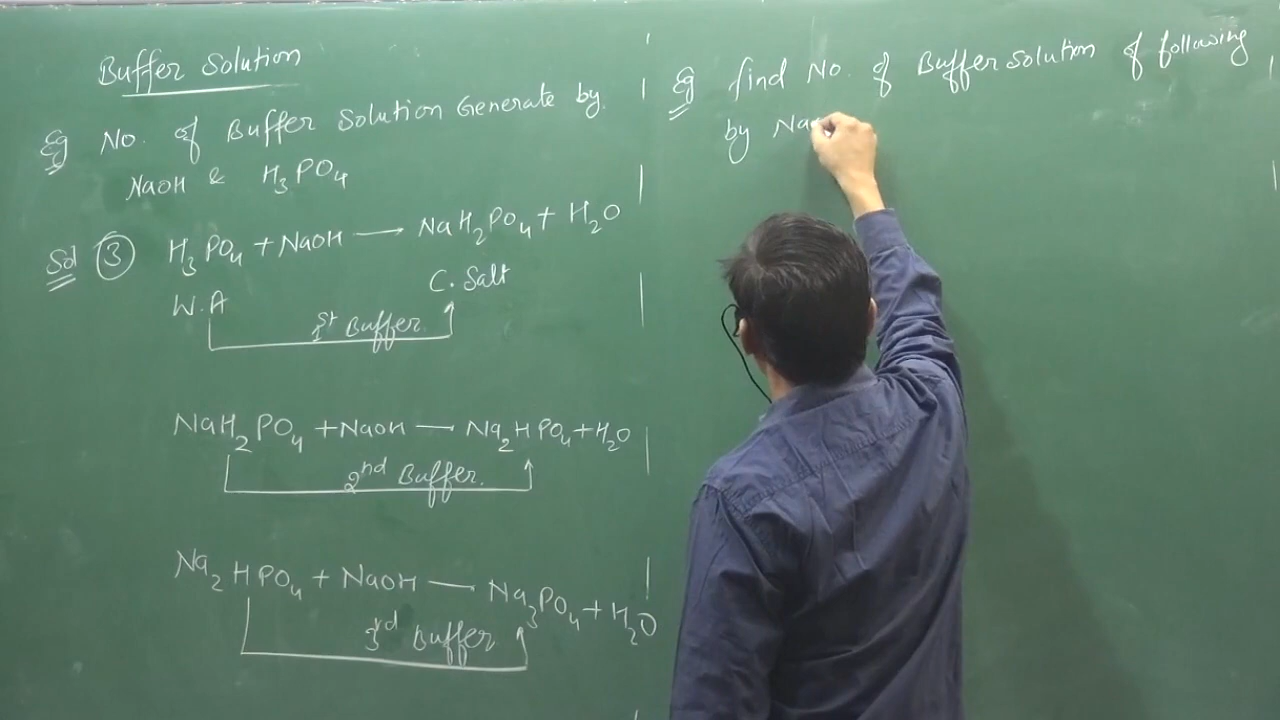 Buffer Solution
Eg No. of Buffer Solution Generate by
NaOH & H₃PO₄
Sol ③ H₃PO₄ + NaOH → NaH₂PO₄ + H₂O
W.A C. Salt
1st Buffer
NaH₂PO₄ + NaOH — Na₂HPO₄ + H₂O
2nd Buffer.
Na₂HPO₄ + NaOH — Na₃PO₄ + H₂O
3rd Buffer
Eg find No. of Buffer solution of following
by